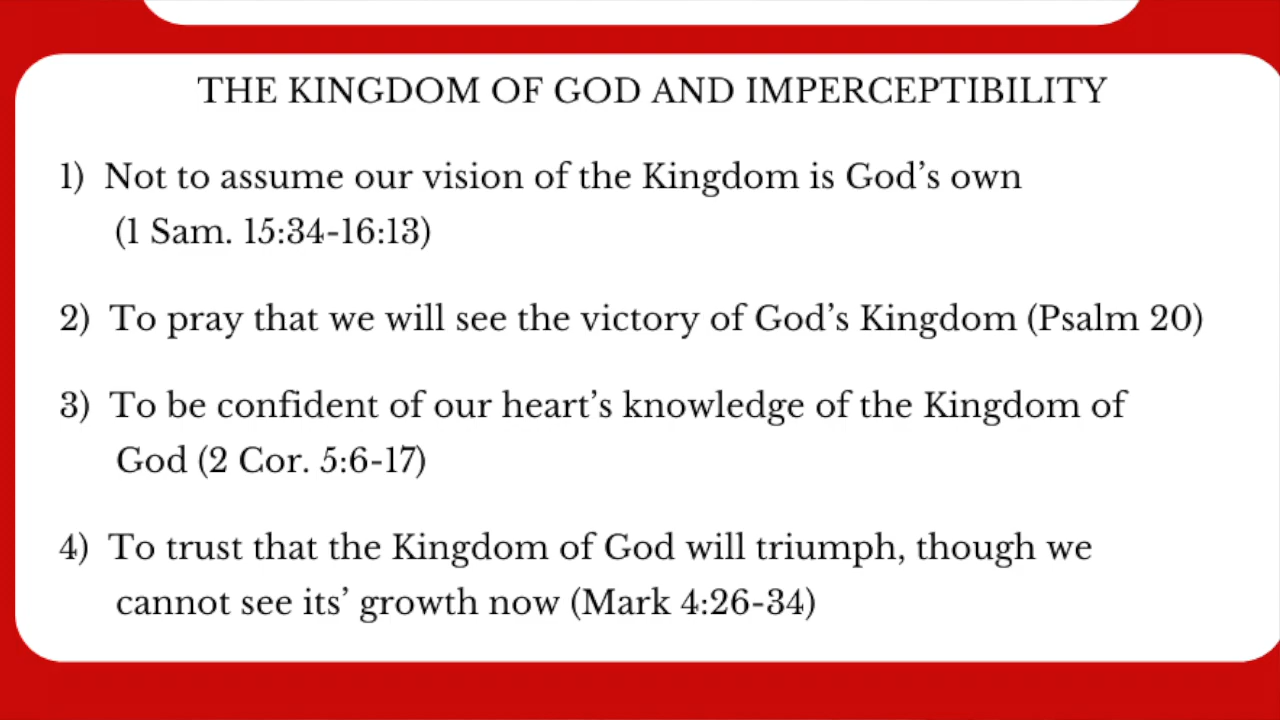 THE KINGDOM OF GOD AND IMPERCEPTIBILITY
1) Not to assume our vision of the Kingdom is God’s own
(1 Sam. 15:34-16:13)
2) To pray that we will see the victory of God’s Kingdom (Psalm 20)
3) To be confident of our heart’s knowledge of the Kingdom of
God (2 Cor. 5:6-17)
4) To trust that the Kingdom of God will triumph, though we
cannot see its’ growth now (Mark 4:26-34)